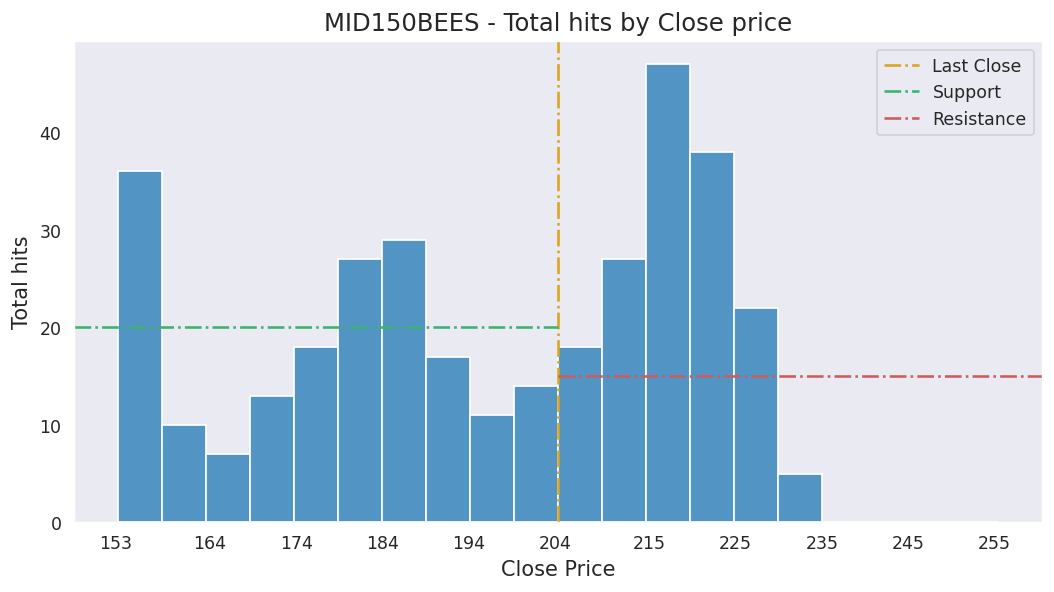 MID150BEES - Total hits by Close price
Last Close
Support
Resistance
Total hits
40
30
20
10
0
153 164 174 184 194 204 215 225 235 245 255
Close Price